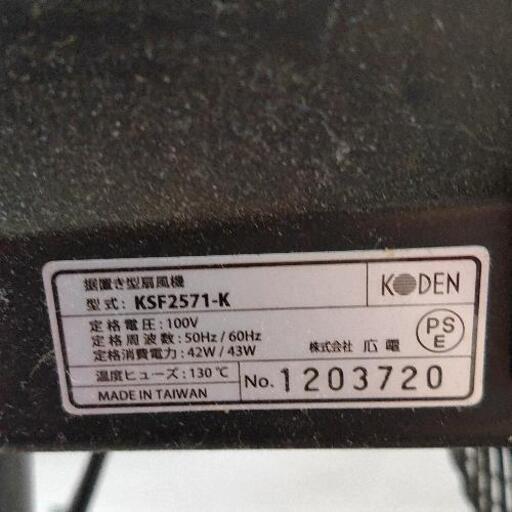 据置き型扇風機
型式: KSF2571-K
KODEN
定格電圧:100V
定格周波数:50Hz / 60Hz
定格消費電力:42W / 43W
株式会社 広電
PS
E
温度ヒューズ:130℃
MADE IN TAIWAN
No. 1203720